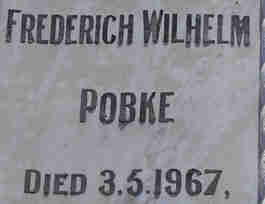 FREDERICH WILHELM
POBKE
DIED 3.5.1967,